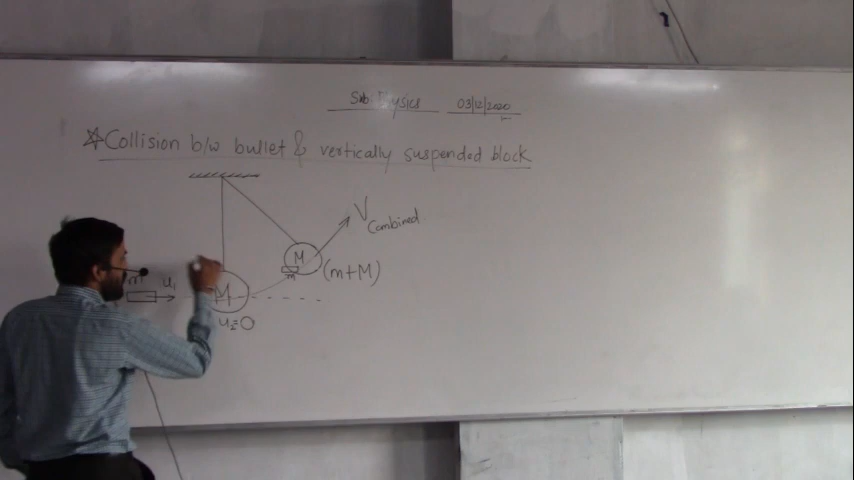 Sub: Physics 03/12/2020
☆Collision b/w bullet & vertically suspended block
V Combined
M
m
(m+M)
m u₁
M
u₂=0